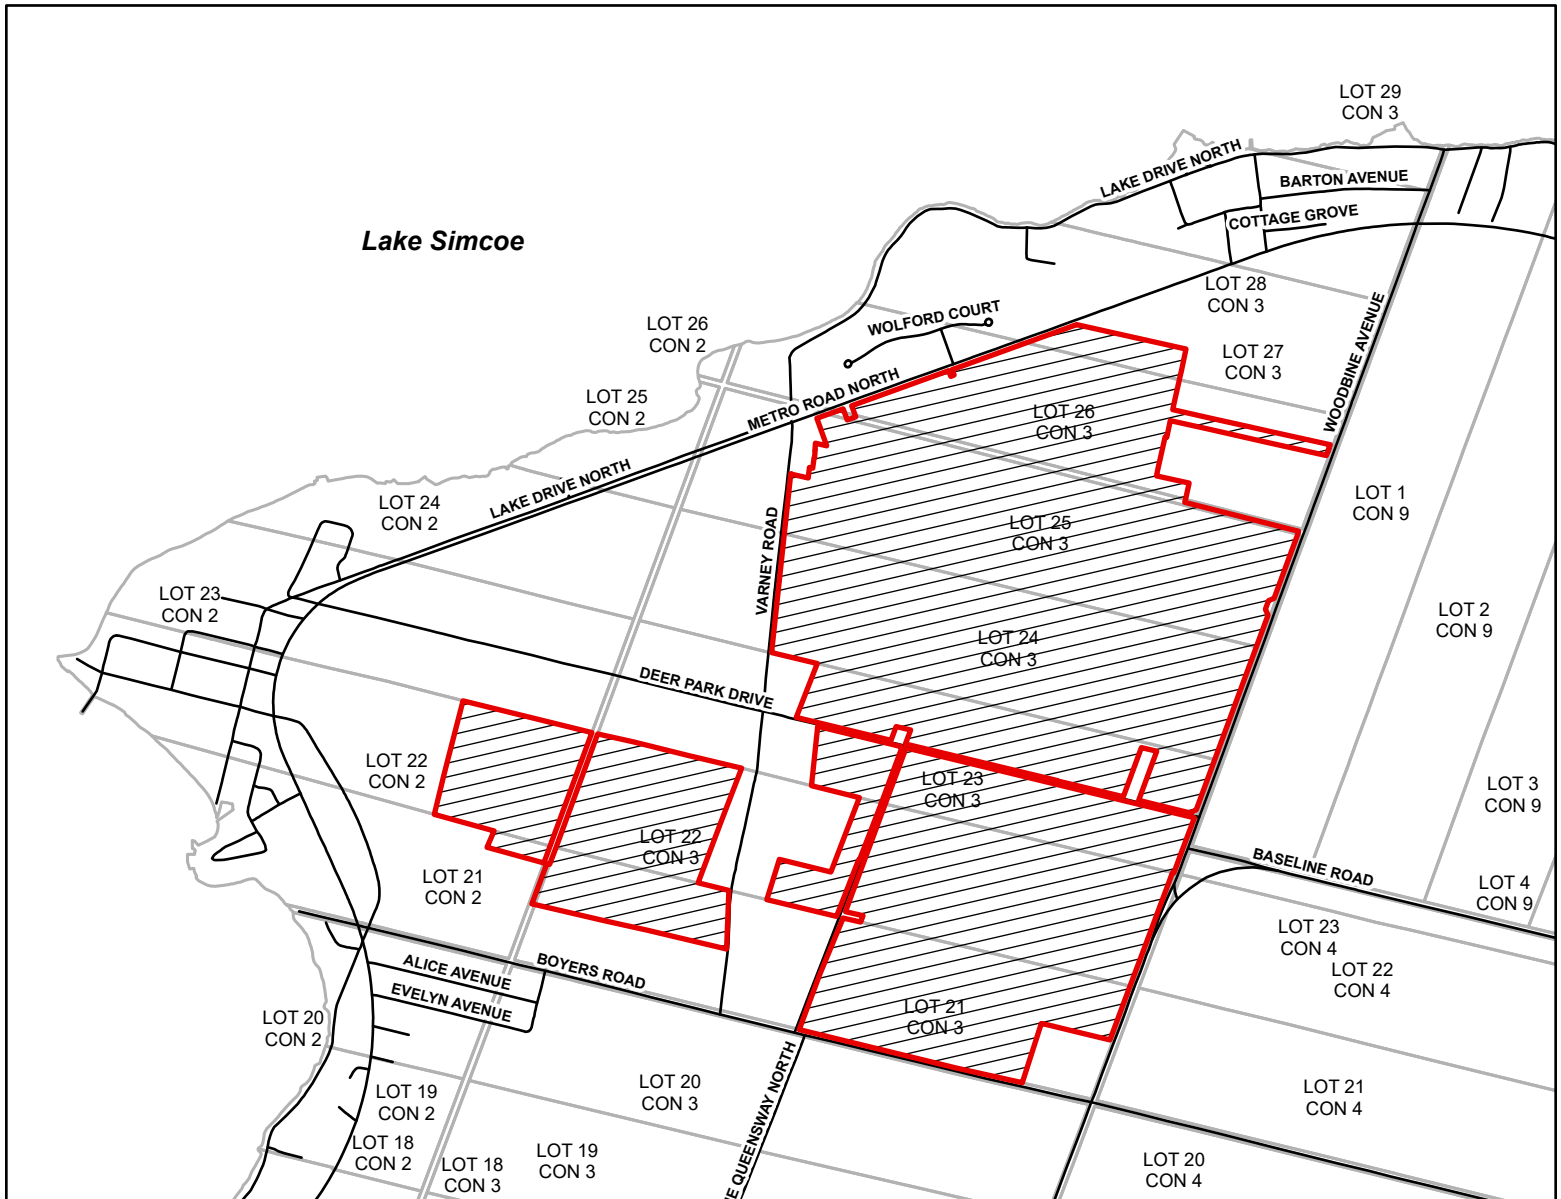 LOT 29
CON 3
LAKE DRIVE NORTH
BARTON AVENUE
COTTAGE GROVE
Lake Simcoe
LOT 28
CON 3
WOLFORD COURT
LOT 26
CON 2
WOODBINE AVENUE
LOT 27
CON 3
METRO ROAD NORTH
LOT 25
CON 2
LOT 26
CON 3
LAKE DRIVE NORTH
LOT 24
CON 2
LOT 1
CON 9
LOT 25
CON 3
VARNEY ROAD
LOT 23
CON 2
LOT 2
CON 9
LOT 24
CON 3
DEER PARK DRIVE
LOT 22
CON 2
LOT 23
CON 3
LOT 3
CON 9
LOT 22
CON 3
BASELINE ROAD
LOT 21
CON 2
LOT 4
CON 9
LOT 23
CON 4
LOT 22
CON 4
BOYERS ROAD
ALICE AVENUE
EVELYN AVENUE
LOT 21
CON 3
LOT 20
CON 2
LOT 20
CON 3
LOT 19
CON 2
LOT 21
CON 4
QUEENSWAY NORTH
LOT 18
CON 2
LOT 18
CON 3
LOT 19
CON 3
LOT 20
CON 4